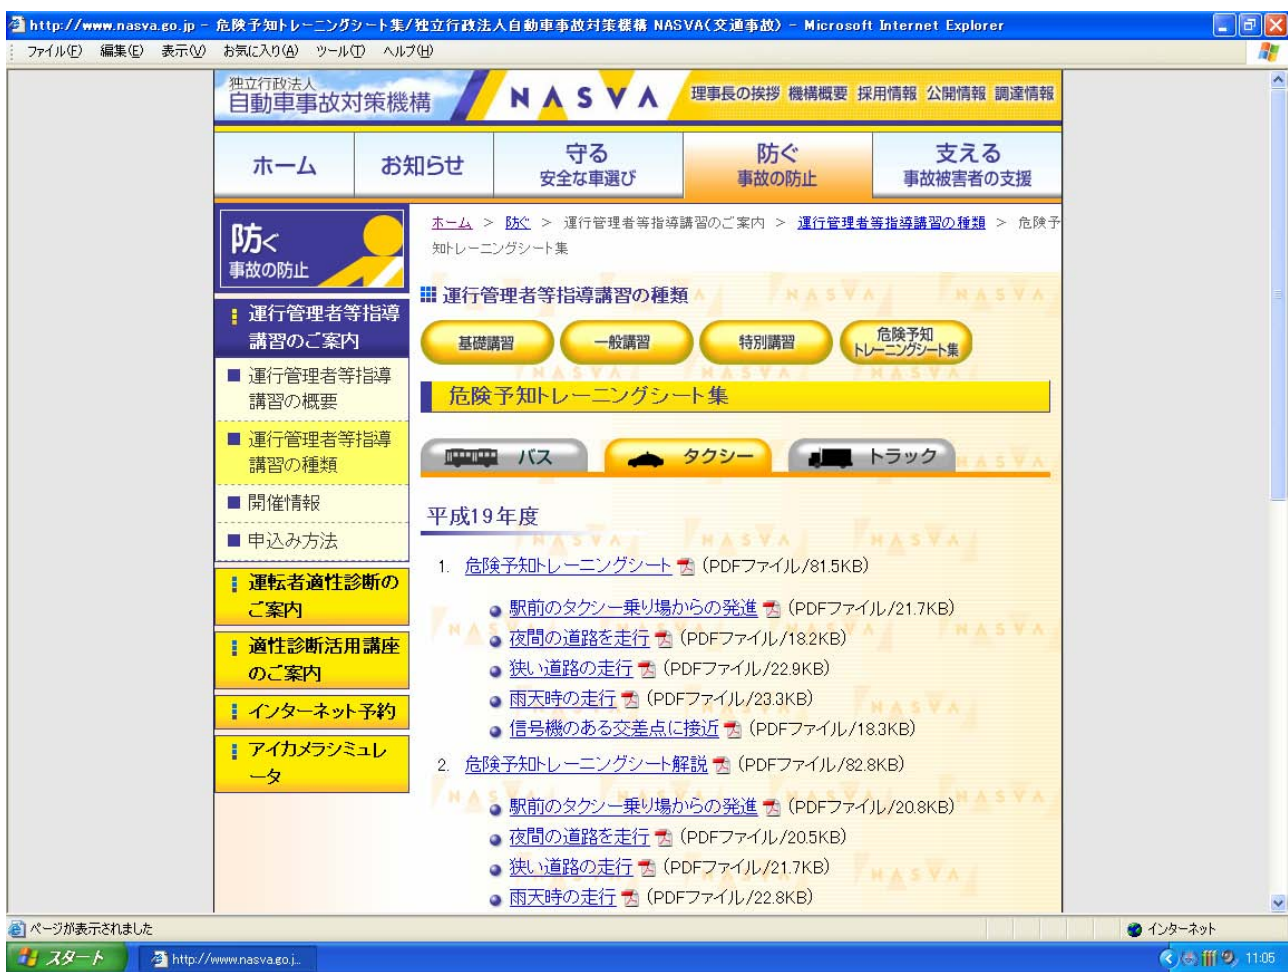 http://www.nasva.go.jp - 危険予知トレーニングシート集/独立行政法人自動車事故対策機構 NASVA(交通事故) - Microsoft Internet Explorer
ファイル(F) 編集(E) 表示(V) お気に入り(A) ツール(T) ヘルプ(H)
独立行政法人
自動車事故対策機構
NASVA
理事長の挨拶 機構概要 採用情報 公開情報 調達情報
ホーム
お知らせ
守る
安全な車選び
防ぐ
事故の防止
支える
事故被害者の支援
防ぐ
事故の防止
運行管理者等指導
講習のご案内
運行管理者等指導
講習の概要
運行管理者等指導
講習の種類
開催情報
申込み方法
運転者適性診断の
ご案内
適性診断活用講座
のご案内
インターネット予約
アイカメラシミュレ
ータ
ホーム > 防ぐ > 運行管理者等指導講習のご案内 > 運行管理者等指導講習の種類 > 危険予
知トレーニングシート集
運行管理者等指導講習の種類
基礎講習
一般講習
特別講習
危険予知
トレーニングシート集
危険予知トレーニングシート集
バス
タクシー
トラック
平成19年度
1. 危険予知トレーニングシート (PDFファイル/81.5KB)
駅前のタクシー乗り場からの発進 (PDFファイル/21.7KB)
夜間の道路を走行 (PDFファイル/18.2KB)
狭い道路の走行 (PDFファイル/22.9KB)
雨天時の走行 (PDFファイル/23.3KB)
信号機のある交差点に接近 (PDFファイル/18.3KB)
2. 危険予知トレーニングシート解説 (PDFファイル/82.8KB)
駅前のタクシー乗り場からの発進 (PDFファイル/20.8KB)
夜間の道路を走行 (PDFファイル/20.5KB)
狭い道路の走行 (PDFファイル/21.7KB)
雨天時の走行 (PDFファイル/22.8KB)
ページが表示されました
インターネット
スタート
http://www.nasva.go.j...
11:05